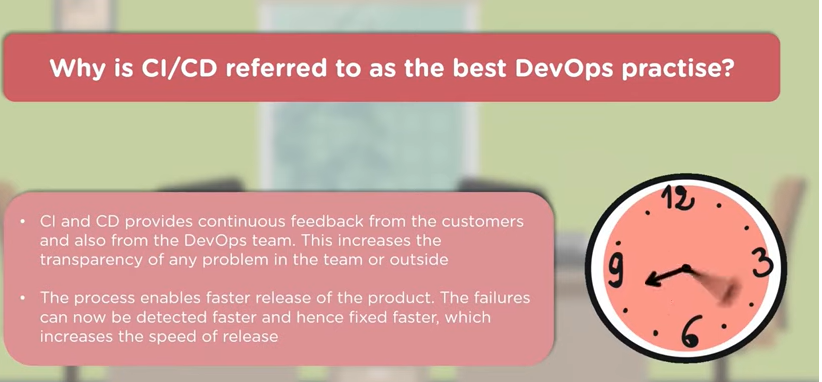 Why is CI/CD referred to as the best DevOps practise?
• CI and CD provides continuous feedback from the customers
and also from the DevOps team. This increases the
transparency of any problem in the team or outside
• The process enables faster release of the product. The failures
can now be detected faster and hence fixed faster, which
increases the speed of release
12
9
3
6